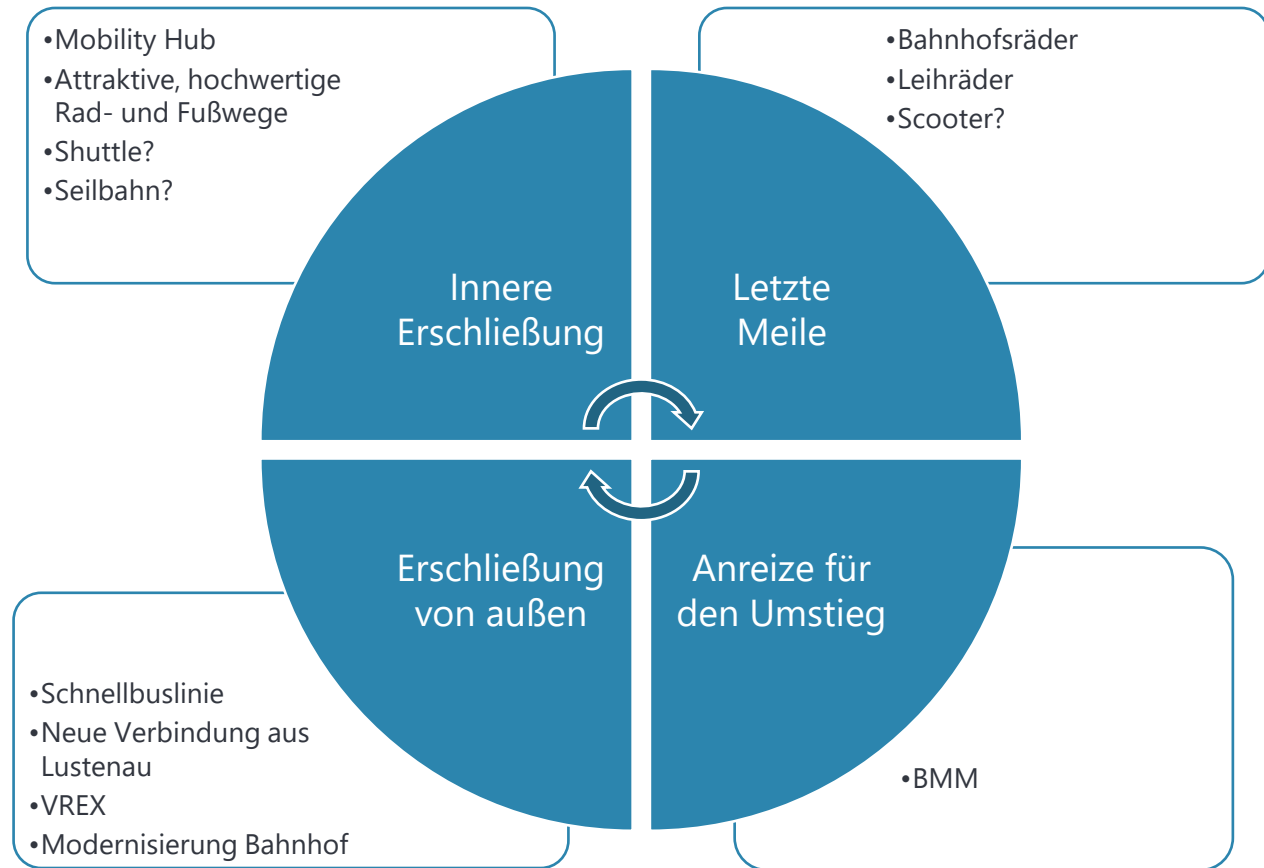 •Mobility Hub
•Attraktive, hochwertige
Rad- und Fußwege
•Shuttle?
•Seilbahn?
•Bahnhofsräder
•Leihräder
•Scooter?
Innere
Erschließung
Letzte
Meile
Erschließung
von außen
Anreize für
den Umstieg
•Schnellbuslinie
•Neue Verbindung aus
Lustenau
•VREX
•Modernisierung Bahnhof
•BMM